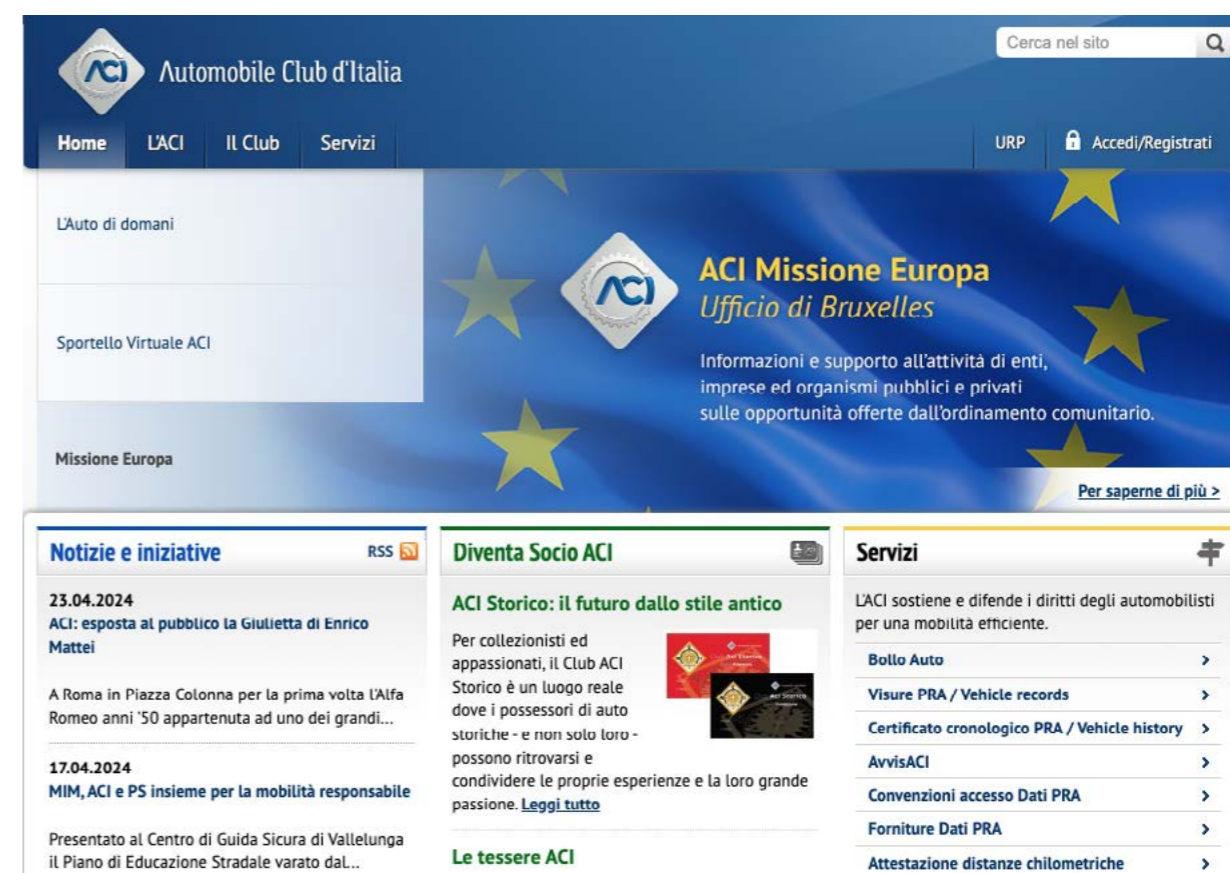 Cerca nel sito
ACI
Automobile Club d'Italia
Home
L'ACI
Il Club
Servizi
URP
Accedi/Registrati
L'Auto di domani
Sportello Virtuale ACI
Missione Europa
ACI
ACI Missione Europa
Ufficio di Bruxelles
Informazioni e supporto all'attività di enti,
imprese ed organismi pubblici e privati
sulle opportunità offerte dall'ordinamento comunitario.
Per saperne di più >
Notizie e iniziative
RSS
23.04.2024
ACI: esposta al pubblico la Giulietta di Enrico
Mattei
A Roma in Piazza Colonna per la prima volta l'Alfa
Romeo anni '50 appartenuta ad uno dei grandi...
17.04.2024
MIM, ACI e PS insieme per la mobilità responsabile
Presentato al Centro di Guida Sicura di Vallelunga
il Piano di Educazione Stradale varato dal...
Diventa Socio ACI
ACI Storico: il futuro dallo stile antico
Per collezionisti ed
appassionati, il Club ACI
Storico è un luogo reale
dove i possessori di auto
storiche - e non solo loro -
possono ritrovarsi e
condividere le proprie esperienze e la loro grande
passione. Leggi tutto
Le tessere ACI
Servizi
L'ACI sostiene e difende i diritti degli automobilisti
per una mobilità efficiente.
Bollo Auto
Visure PRA / Vehicle records
Certificato cronologico PRA / Vehicle history
AvvisACI
Convenzioni accesso Dati PRA
Forniture Dati PRA
Attestazione distanze chilometriche